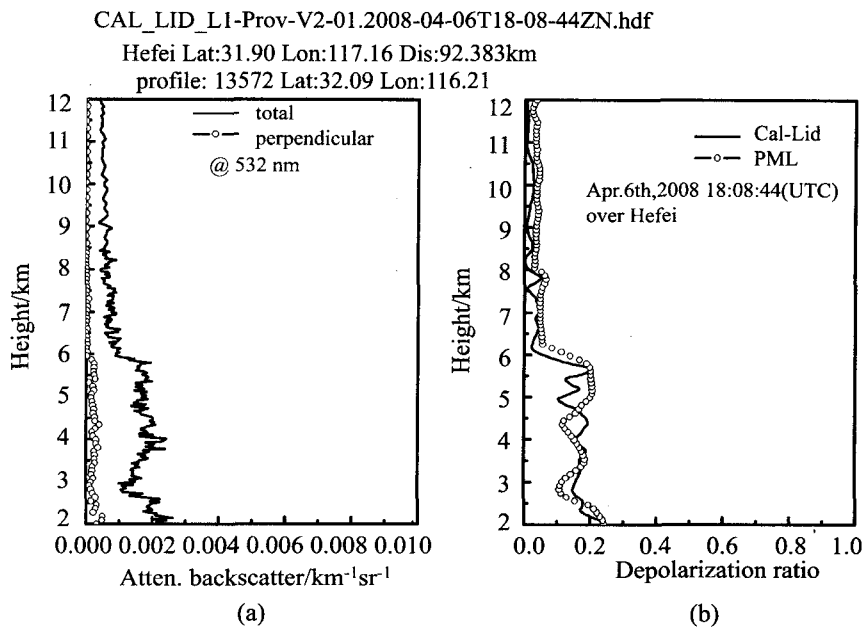 CAL_LID_L1-Prov-V2-01.2008-04-06T18-08-44ZN.hdf
Hefei Lat:31.90 Lon:117.16 Dis:92.383km
profile: 13572 Lat:32.09 Lon:116.21
12
11
10
9
8
7
6
5
4
3
2
Height/km
total
perpendicular
@ 532 nm
0.000 0.002 0.004 0.006 0.008 0.010
Atten. backscatter/km⁻¹sr⁻¹
(a)
12
11
10
9
8
7
6
5
4
3
2
Height/km
Cal-Lid
PML
Apr.6th,2008 18:08:44(UTC)
over Hefei
0.0 0.2 0.4 0.6 0.8 1.0
Depolarization ratio
(b)